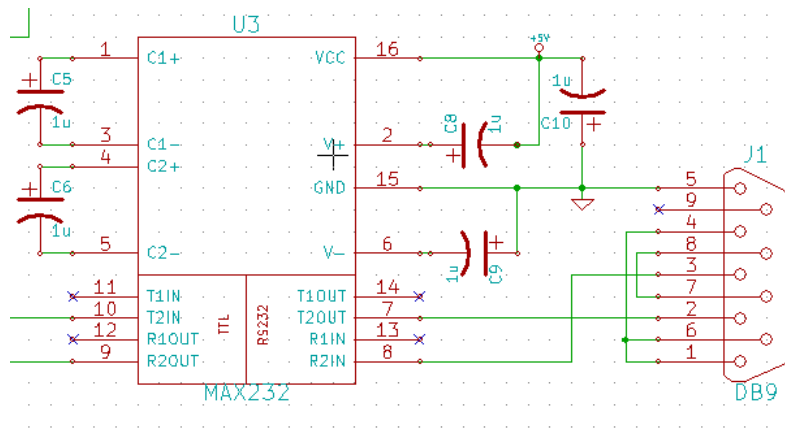 U3
+5V
1 C1+ VCC 16
+ C5
1u
1u
C10 +
3 C1- V+ 2
C8 1u
+
4 C2+
J1
GND 15
5
+ C6
1u
9
4
5 C2- V- 6
1u C9 +
8
3
11 T1IN T1OUT 14
7
10 T2IN T2OUT 7
2
TTL RS232
12 R1OUT R1IN 13
6
9 R2OUT R2IN 8
1
MAX232
DB9